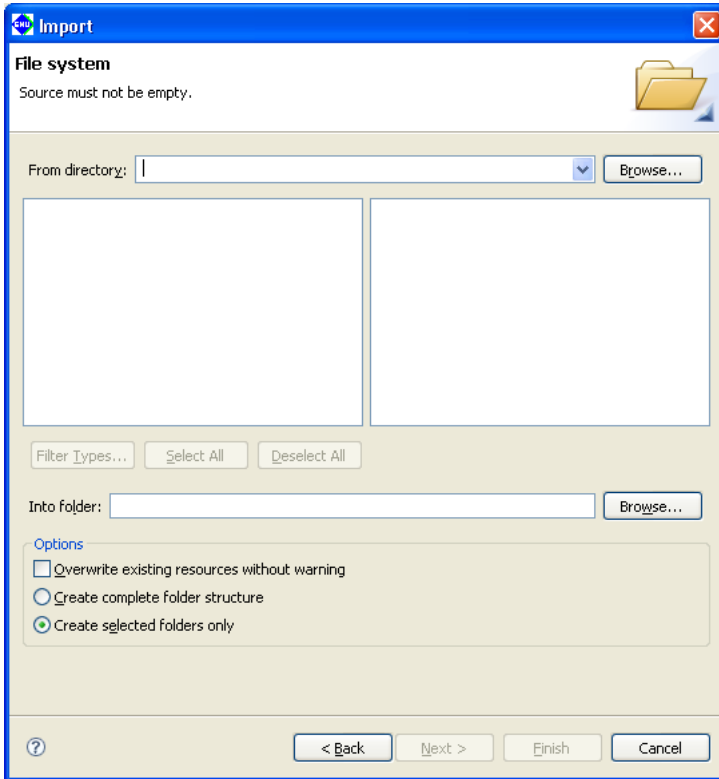 GNU Import
File system
Source must not be empty.
From directory: Browse...
Filter Types... Select All Deselect All
Into folder: Browse...
Options
Overwrite existing resources without warning
Create complete folder structure
Create selected folders only
? < Back Next > Finish Cancel